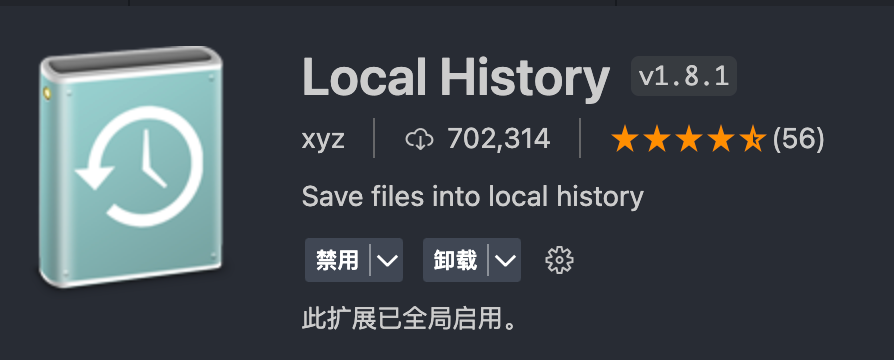 Local History v1.8.1
xyz 702,314 (56)
Save files into local history
禁用 卸载
此扩展已全局启用。